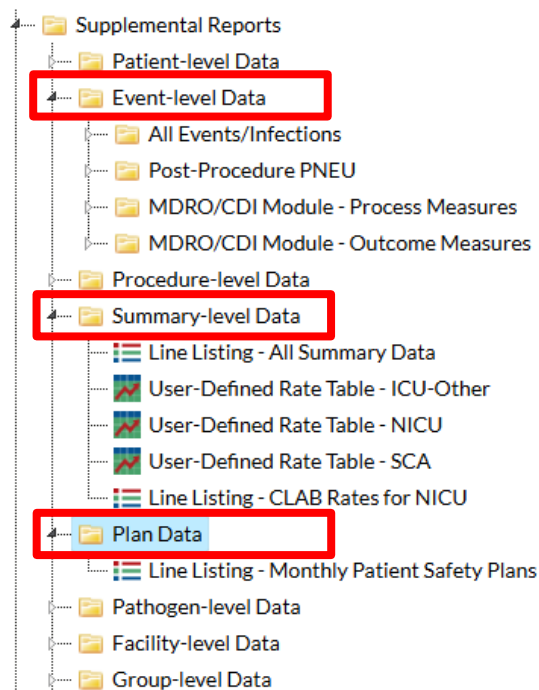 Supplemental Reports
Patient-level Data
Event-level Data
All Events/Infections
Post-Procedure PNEU
MDRO/CDI Module - Process Measures
MDRO/CDI Module - Outcome Measures
Procedure-level Data
Summary-level Data
Line Listing - All Summary Data
User-Defined Rate Table - ICU-Other
User-Defined Rate Table - NICU
User-Defined Rate Table - SCA
Line Listing - CLAB Rates for NICU
Plan Data
Line Listing - Monthly Patient Safety Plans
Pathogen-level Data
Facility-level Data
Group-level Data